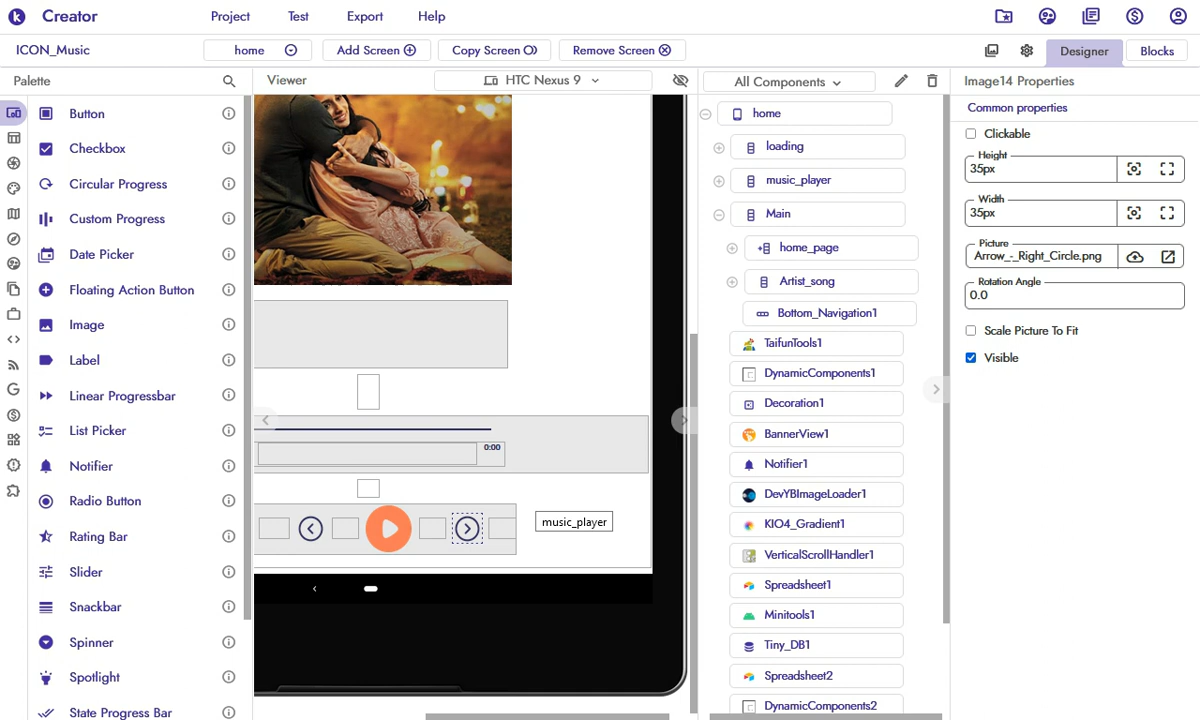 Creator
Project
Test
Export
Help
ICON_Music
home
Add Screen
Copy Screen
Remove Screen
Designer
Blocks
Palette
Viewer
HTC Nexus 9
All Components
Image14 Properties
Button
Checkbox
Circular Progress
Custom Progress
Date Picker
Floating Action Button
Image
Label
Linear Progressbar
List Picker
Notifier
Radio Button
Rating Bar
Slider
Snackbar
Spinner
Spotlight
State Progress Bar
0:00
music_player
home
loading
music_player
Main
home_page
Artist_song
Bottom_Navigation1
TaifunTools1
DynamicComponents1
Decoration1
BannerView1
Notifier1
DevYBImageLoader1
KIO4_Gradient1
VerticalScrollHandler1
Spreadsheet1
Minitools1
Tiny_DB1
Spreadsheet2
DynamicComponents2
Common properties
Clickable
Height
35px
Width
35px
Picture
Arrow_-_Right_Circle.png
Rotation Angle
0.0
Scale Picture To Fit
Visible